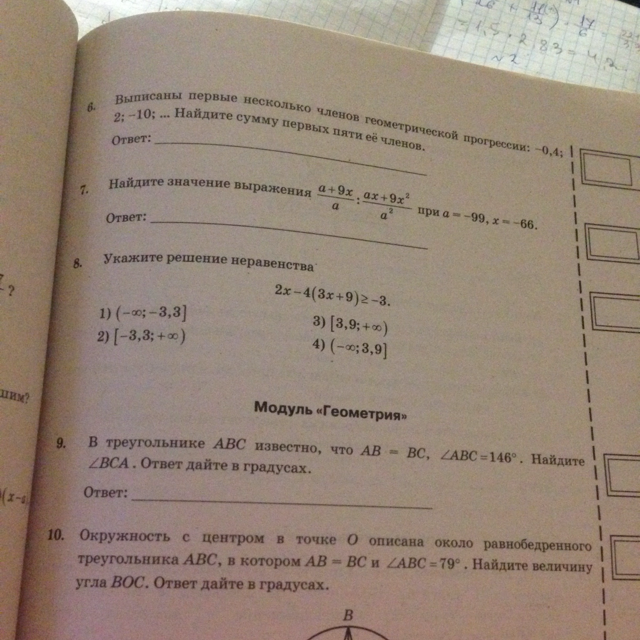 6. Выписаны первые несколько членов геометрической прогрессии: –0,4;
2; –10; ... Найдите сумму первых пяти её членов.
Ответ:
7. Найдите значение выражения (a+9x)/a : (ax+9x²)/a² при a = –99, x = –66.
Ответ:
8. Укажите решение неравенства
2x–4(3x+9)≥–3.
1) (–∞;–3,3]
3) [3,9;+∞)
2) [–3,3;+∞)
4) (–∞;3,9]
Модуль «Геометрия»
9. В треугольнике ABC известно, что AB = BC, ∠ABC=146°. Найдите
∠BCA. Ответ дайте в градусах.
Ответ:
10. Окружность с центром в точке O описана около равнобедренного
треугольника ABC, в котором AB = BC и ∠ABC=79°. Найдите величину
угла BOC. Ответ дайте в градусах.
B